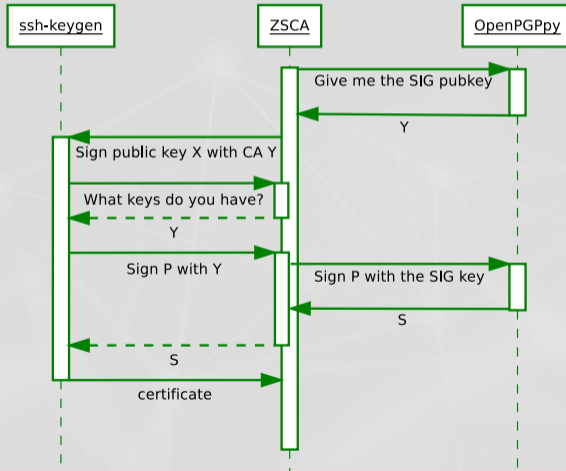 ssh-keygen
ZSCA
OpenPGPpy
Give me the SIG pubkey
Y
Sign public key X with CA Y
What keys do you have?
Y
Sign P with Y
Sign P with the SIG key
S
S
certificate